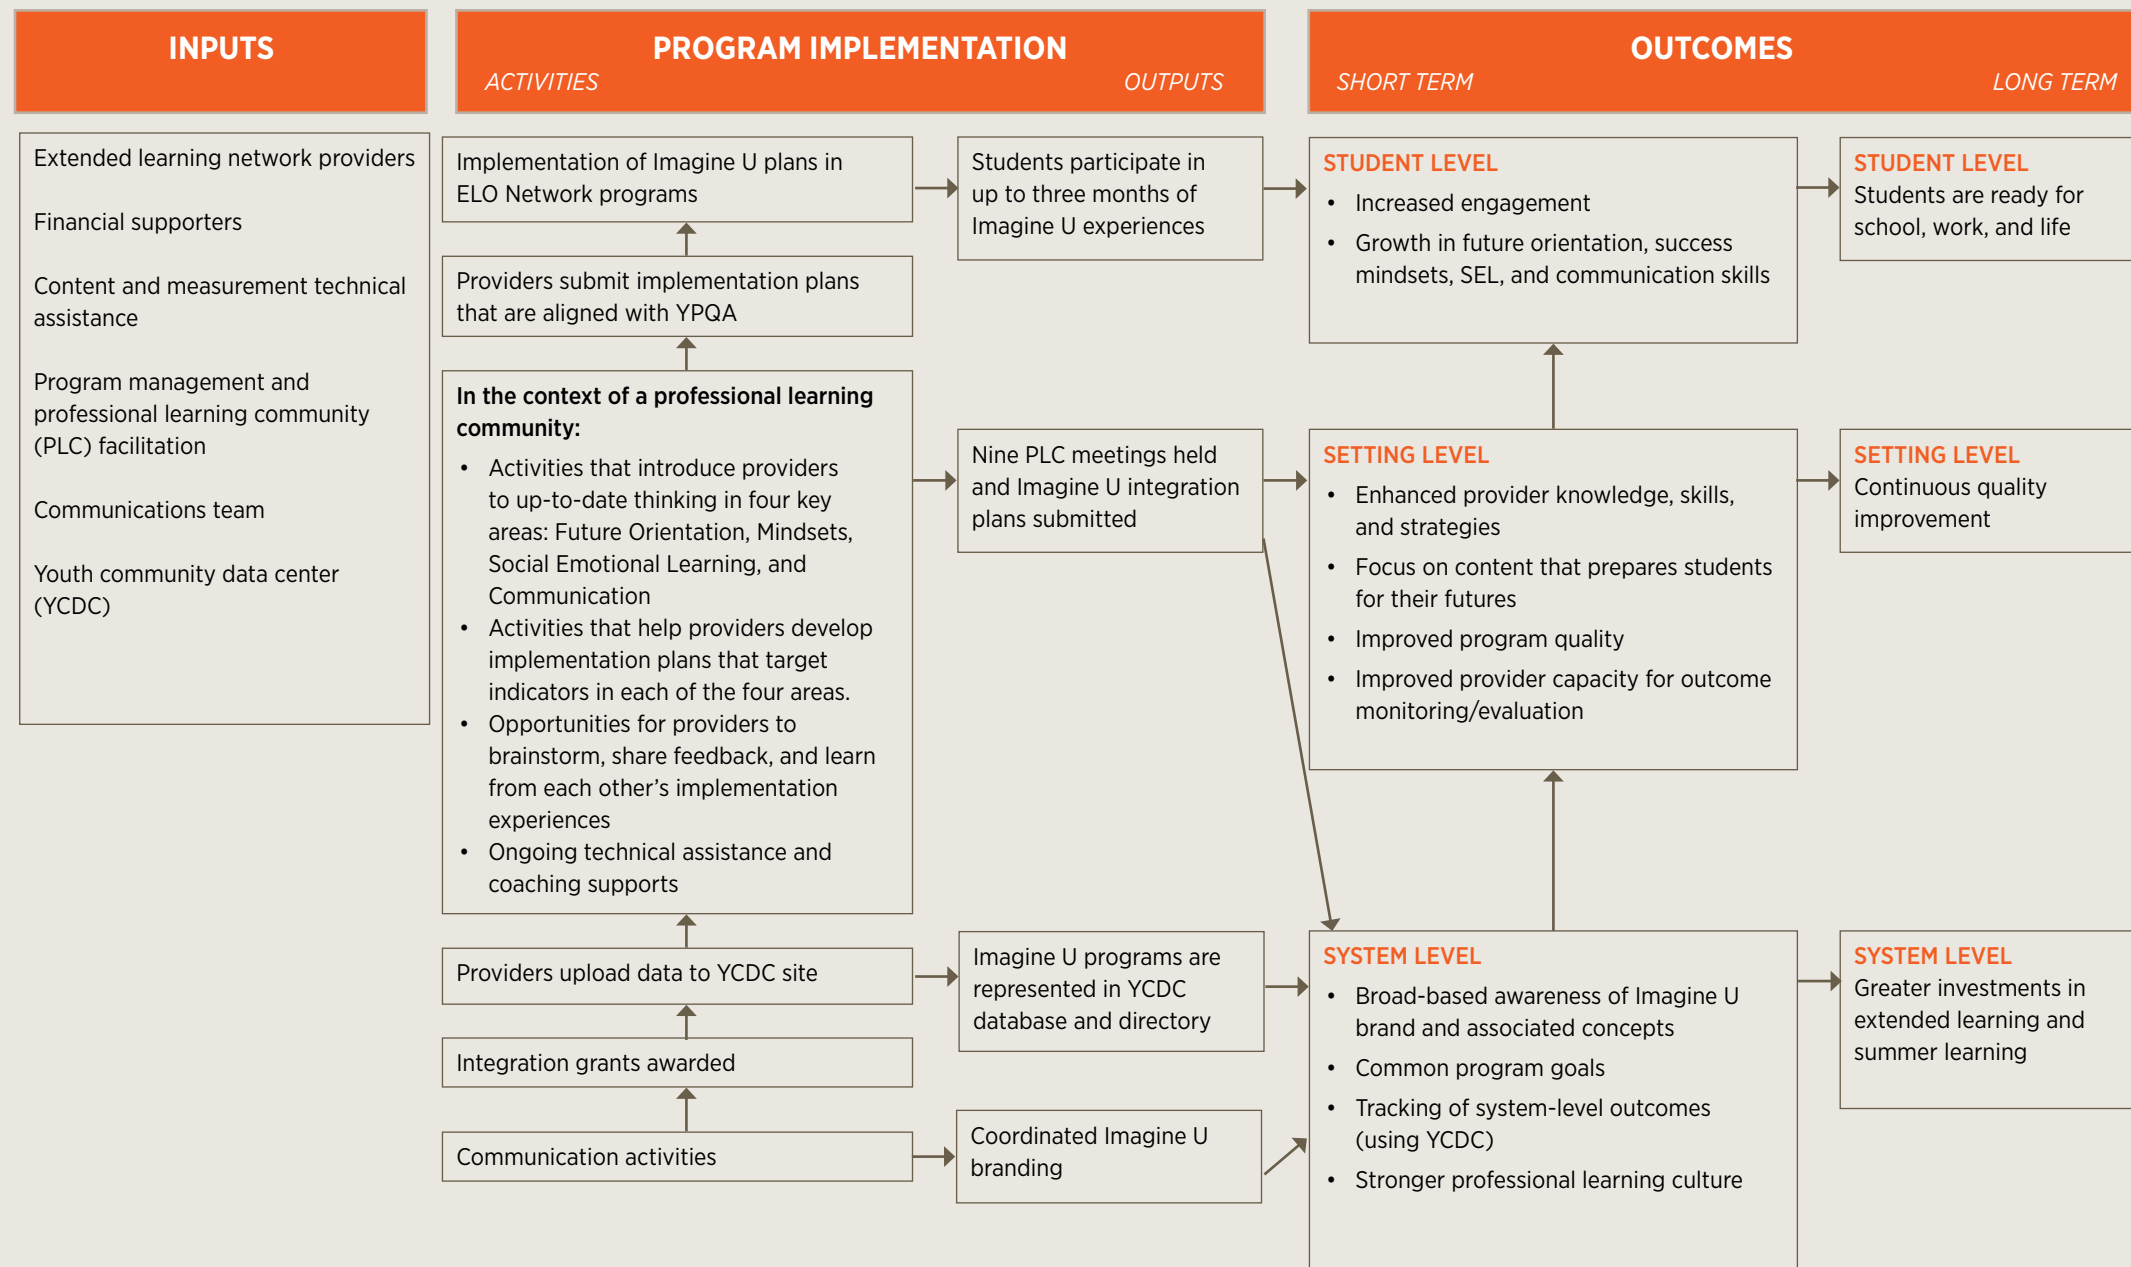 INPUTS
PROGRAM IMPLEMENTATION
ACTIVITIES
OUTPUTS
OUTCOMES
SHORT TERM
LONG TERM
Extended learning network providers
Financial supporters
Content and measurement technical
assistance
Program management and
professional learning community
(PLC) facilitation
Communications team
Youth community data center
(YCDC)
Implementation of Imagine U plans in
ELO Network programs
Providers submit implementation plans
that are aligned with YPQA
In the context of a professional learning
community:
• Activities that introduce providers
to up-to-date thinking in four key
areas: Future Orientation, Mindsets,
Social Emotional Learning, and
Communication
• Activities that help providers develop
implementation plans that target
indicators in each of the four areas.
• Opportunities for providers to
brainstorm, share feedback, and learn
from each other’s implementation
experiences
• Ongoing technical assistance and
coaching supports
Providers upload data to YCDC site
Integration grants awarded
Communication activities
Students participate in
up to three months of
Imagine U experiences
Nine PLC meetings held
and Imagine U integration
plans submitted
Imagine U programs are
represented in YCDC
database and directory
Coordinated Imagine U
branding
STUDENT LEVEL
• Increased engagement
• Growth in future orientation, success
mindsets, SEL, and communication skills
SETTING LEVEL
• Enhanced provider knowledge, skills,
and strategies
• Focus on content that prepares students
for their futures
• Improved program quality
• Improved provider capacity for outcome
monitoring/evaluation
SYSTEM LEVEL
• Broad-based awareness of Imagine U
brand and associated concepts
• Common program goals
• Tracking of system-level outcomes
(using YCDC)
• Stronger professional learning culture
STUDENT LEVEL
Students are ready for
school, work, and life
SETTING LEVEL
Continuous quality
improvement
SYSTEM LEVEL
Greater investments in
extended learning and
summer learning